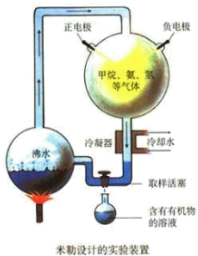 正电极
负电极
甲烷、氨、氢
等气体
沸水
冷凝器
冷却水
取样活塞
含有有机物
的溶液
米勒设计的实验装置